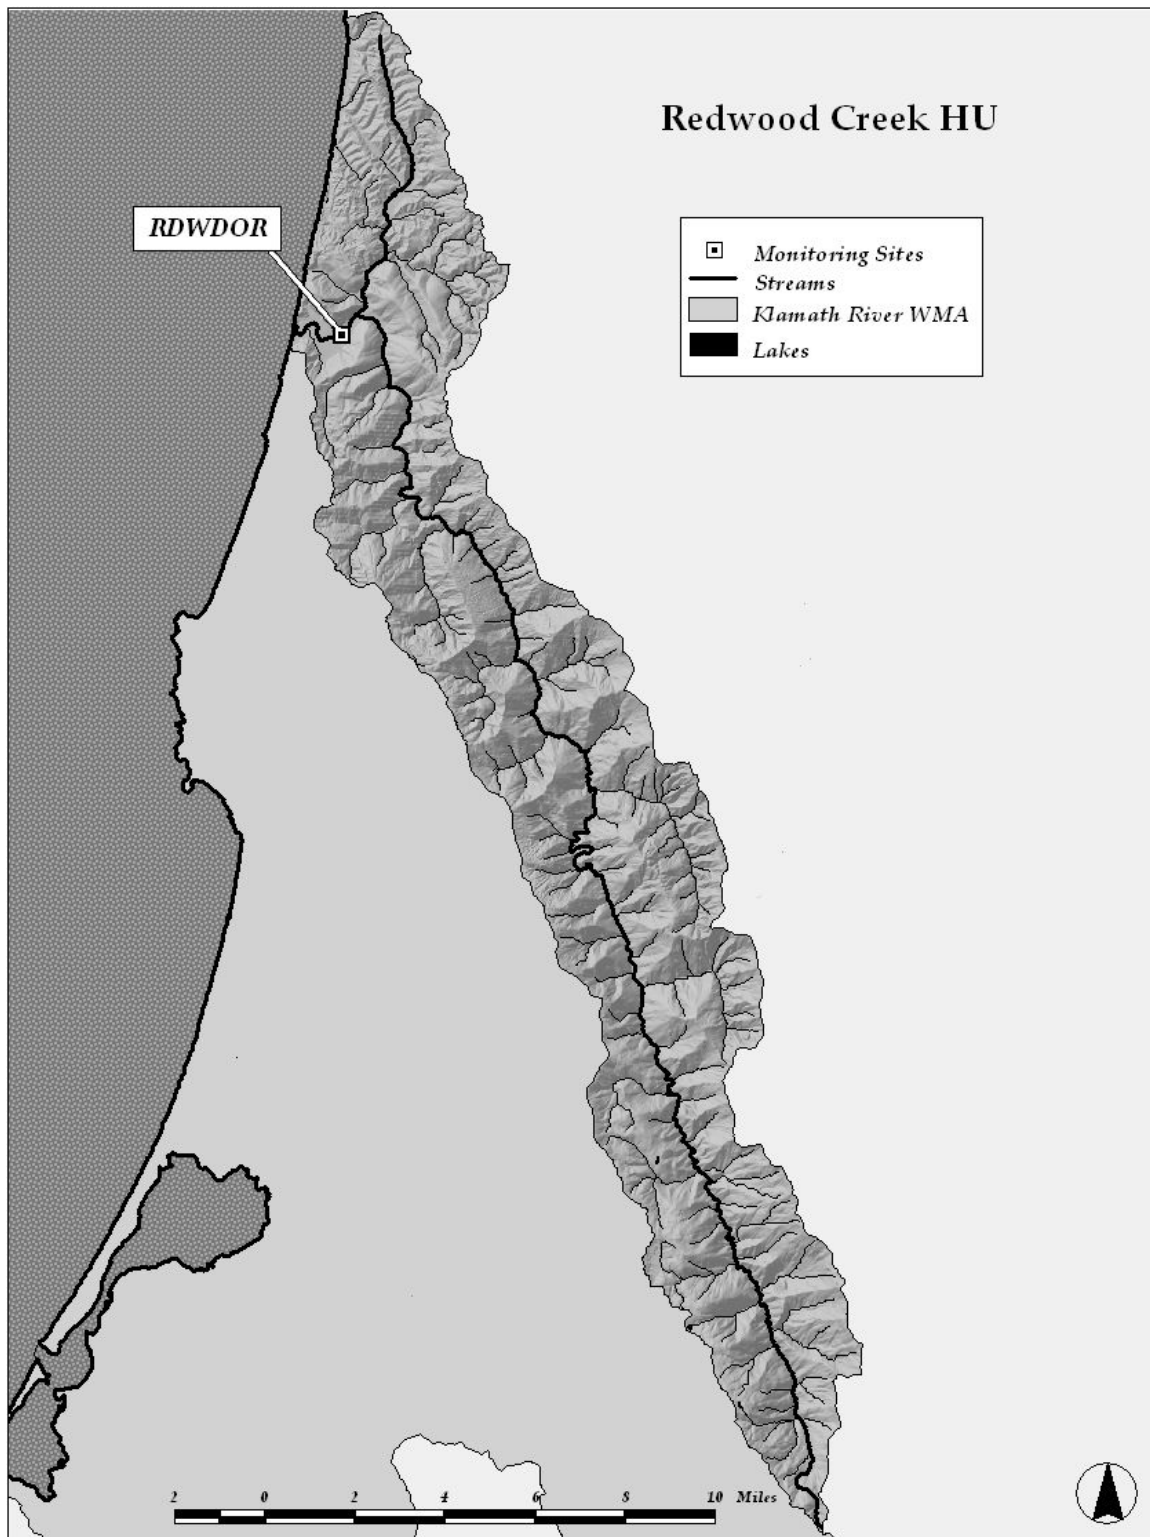 Redwood Creek HU
RDWDOR
Monitoring Sites
Streams
Klamath River WMA
Lakes
2 0 2 4 6 8 10 Miles